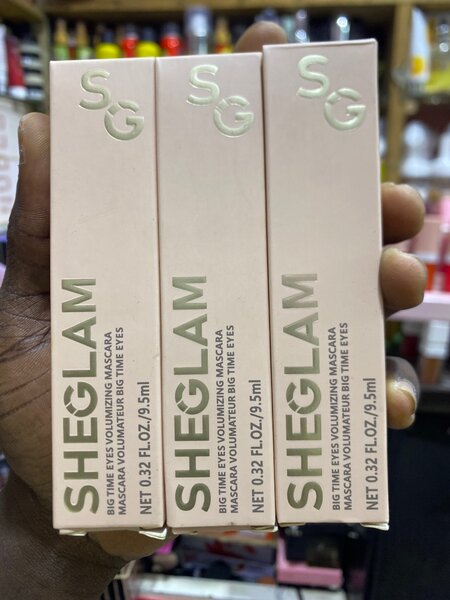 SG
SHEGLAM
BIG TIME EYES VOLUMIZING MASCARA
MASCARA VOLUMATEUR BIG TIME EYES
NET 0.32 FL.OZ./9.5ml
SG
SHEGLAM
BIG TIME EYES VOLUMIZING MASCARA
MASCARA VOLUMATEUR BIG TIME EYES
NET 0.32 FL.OZ./9.5ml
SG
SHEGLAM
BIG TIME EYES VOLUMIZING MASCARA
MASCARA VOLUMATEUR BIG TIME EYES
NET 0.32 FL.OZ./9.5ml